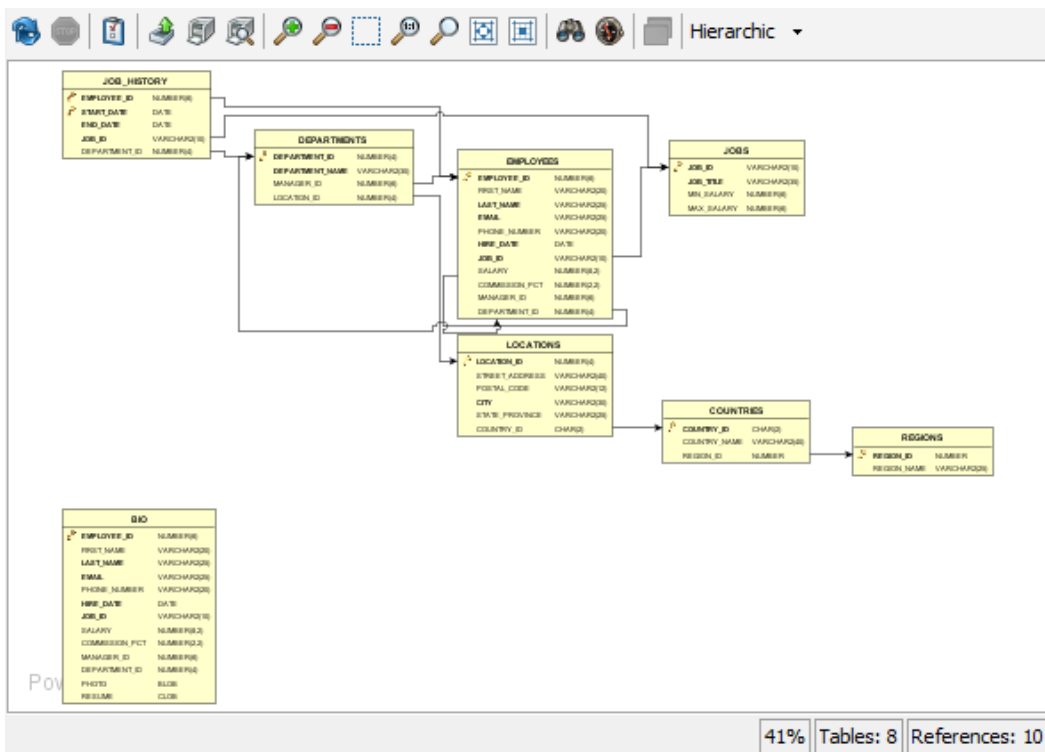 STOP
1:1
Hierarchic
JOB_HISTORY
EMPLOYEE_ID NUMBER(6)
START_DATE DATE
END_DATE DATE
JOB_ID VARCHAR2(10)
DEPARTMENT_ID NUMBER(4)
DEPARTMENTS
DEPARTMENT_ID NUMBER(4)
DEPARTMENT_NAME VARCHAR2(30)
MANAGER_ID NUMBER(6)
LOCATION_ID NUMBER(4)
EMPLOYEES
EMPLOYEE_ID NUMBER(6)
FIRST_NAME VARCHAR2(20)
LAST_NAME VARCHAR2(25)
EMAIL VARCHAR2(25)
PHONE_NUMBER VARCHAR2(20)
HIRE_DATE DATE
JOB_ID VARCHAR2(10)
SALARY NUMBER(8,2)
COMMISSION_PCT NUMBER(2,2)
MANAGER_ID NUMBER(6)
DEPARTMENT_ID NUMBER(4)
JOBS
JOB_ID VARCHAR2(10)
JOB_TITLE VARCHAR2(35)
MIN_SALARY NUMBER(6)
MAX_SALARY NUMBER(6)
LOCATIONS
LOCATION_ID NUMBER(4)
STREET_ADDRESS VARCHAR2(40)
POSTAL_CODE VARCHAR2(12)
CITY VARCHAR2(30)
STATE_PROVINCE VARCHAR2(25)
COUNTRY_ID CHAR(2)
COUNTRIES
COUNTRY_ID CHAR(2)
COUNTRY_NAME VARCHAR2(40)
REGION_ID NUMBER
REGIONS
REGION_ID NUMBER
REGION_NAME VARCHAR2(25)
BIO
EMPLOYEE_ID NUMBER(6)
FIRST_NAME VARCHAR2(20)
LAST_NAME VARCHAR2(25)
EMAIL VARCHAR2(25)
PHONE_NUMBER VARCHAR2(20)
HIRE_DATE DATE
JOB_ID VARCHAR2(10)
SALARY NUMBER(8,2)
COMMISSION_PCT NUMBER(2,2)
MANAGER_ID NUMBER(6)
DEPARTMENT_ID NUMBER(4)
PHOTO BLOB
RESUME CLOB
Pov
41% Tables: 8 References: 10